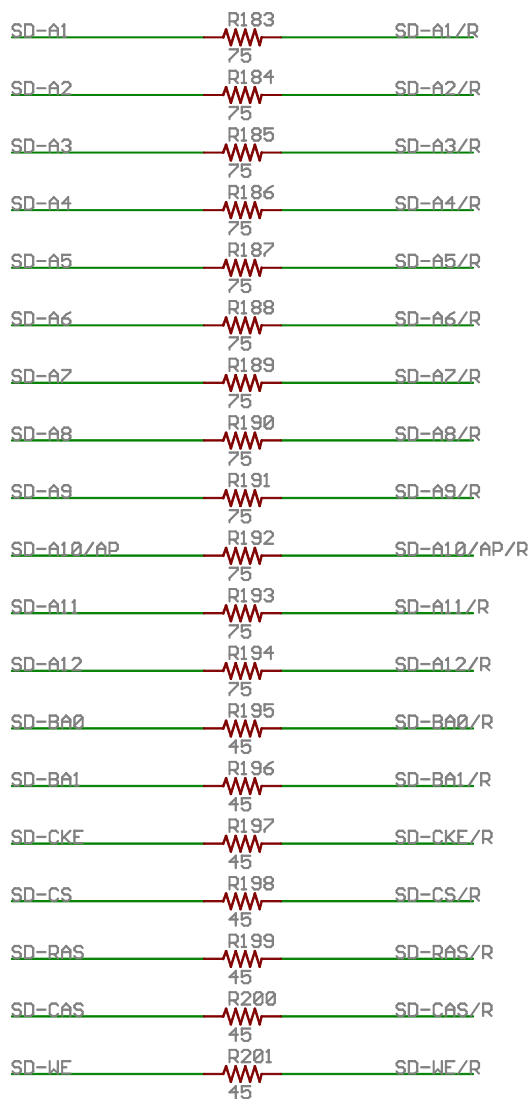 SD-A1 R183 SD-A1/R
75
SD-A2 R184 SD-A2/R
75
SD-A3 R185 SD-A3/R
75
SD-A4 R186 SD-A4/R
75
SD-A5 R187 SD-A5/R
75
SD-A6 R188 SD-A6/R
75
SD-A7 R189 SD-A7/R
75
SD-A8 R190 SD-A8/R
75
SD-A9 R191 SD-A9/R
75
SD-A10/AP R192 SD-A10/AP/R
75
SD-A11 R193 SD-A11/R
75
SD-A12 R194 SD-A12/R
75
SD-BA0 R195 SD-BA0/R
45
SD-BA1 R196 SD-BA1/R
45
SD-CKE R197 SD-CKE/R
45
SD-CS R198 SD-CS/R
45
SD-RAS R199 SD-RAS/R
45
SD-CAS R200 SD-CAS/R
45
SD-WE R201 SD-WE/R
45